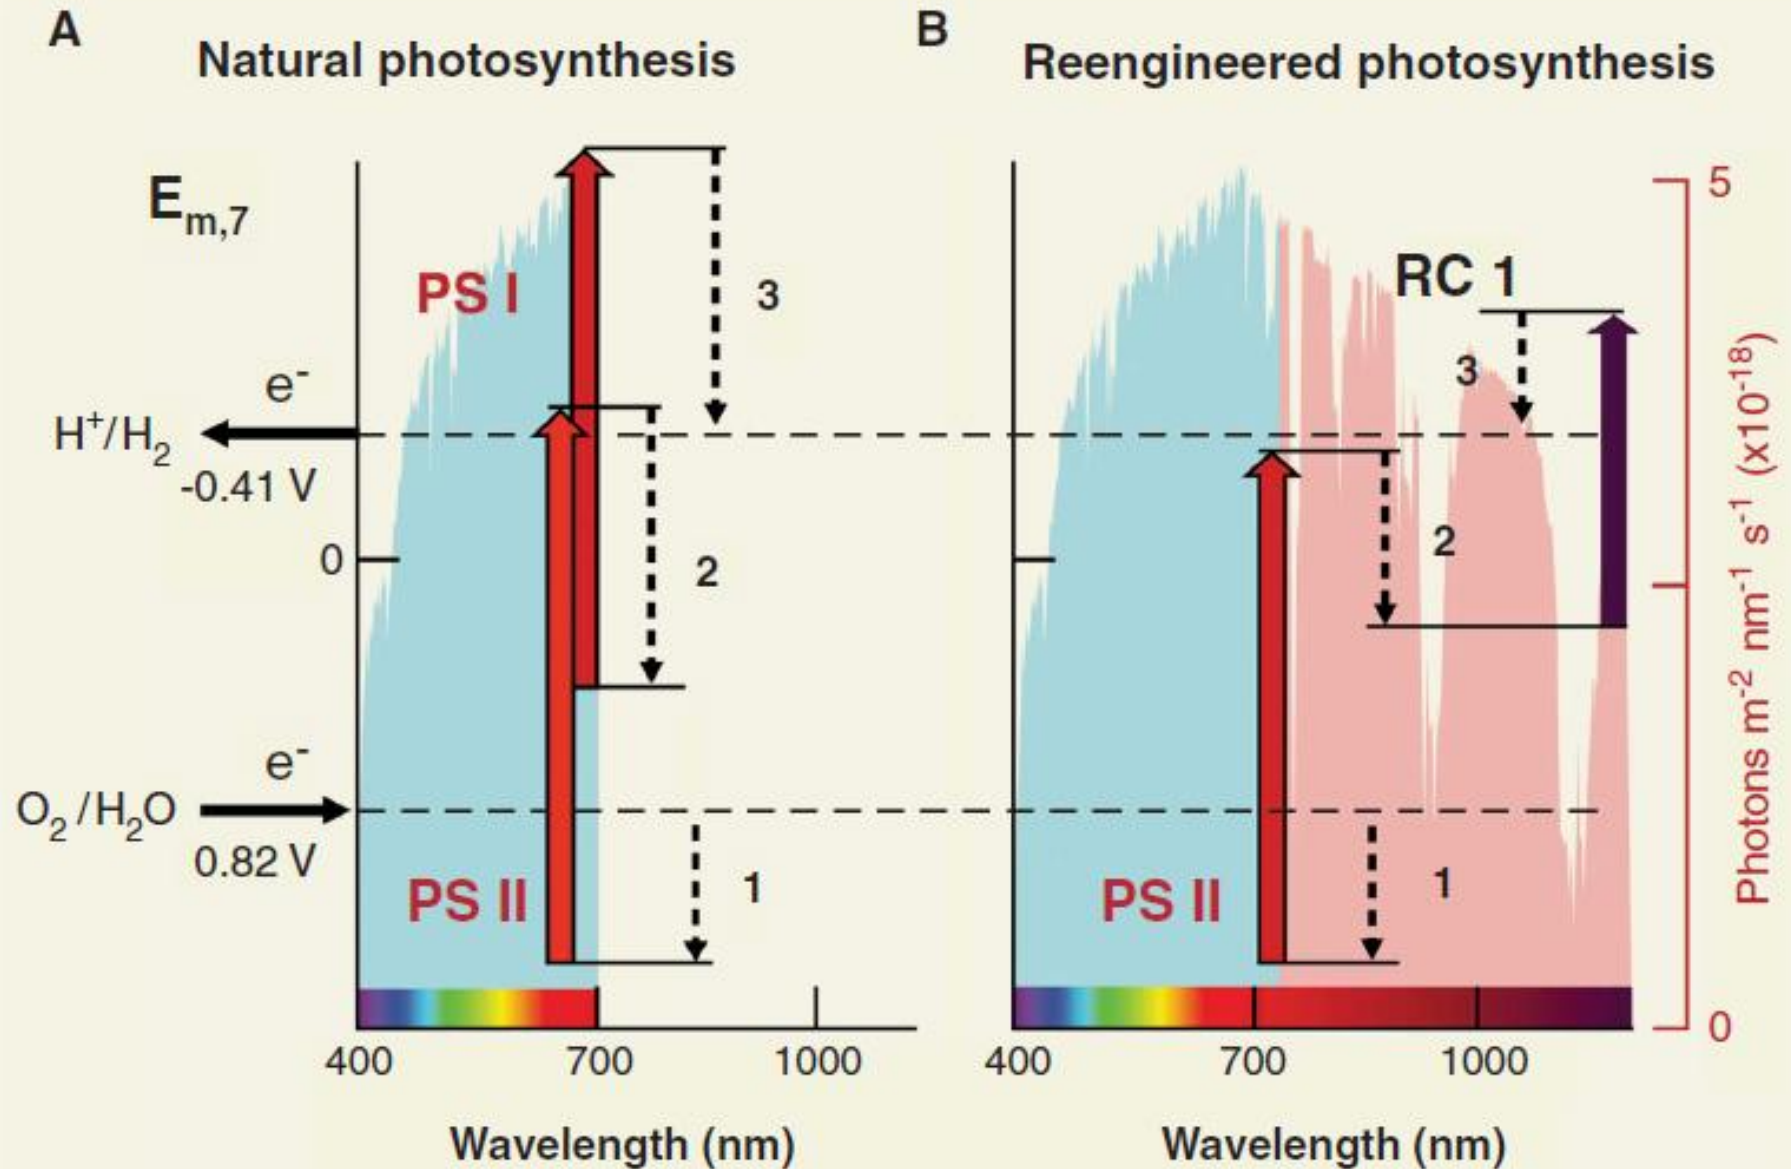 A
Natural photosynthesis
E_m,7
PS I
3
e⁻
H⁺/H₂
-0.41 V
0
2
e⁻
O₂/H₂O
0.82 V
PS II
1
400
700
1000
Wavelength (nm)
B
Reengineered photosynthesis
RC 1
3
2
PS II
1
400
700
1000
Wavelength (nm)
5
0
Photons m⁻² nm⁻¹ s⁻¹ (x10⁻¹⁸)